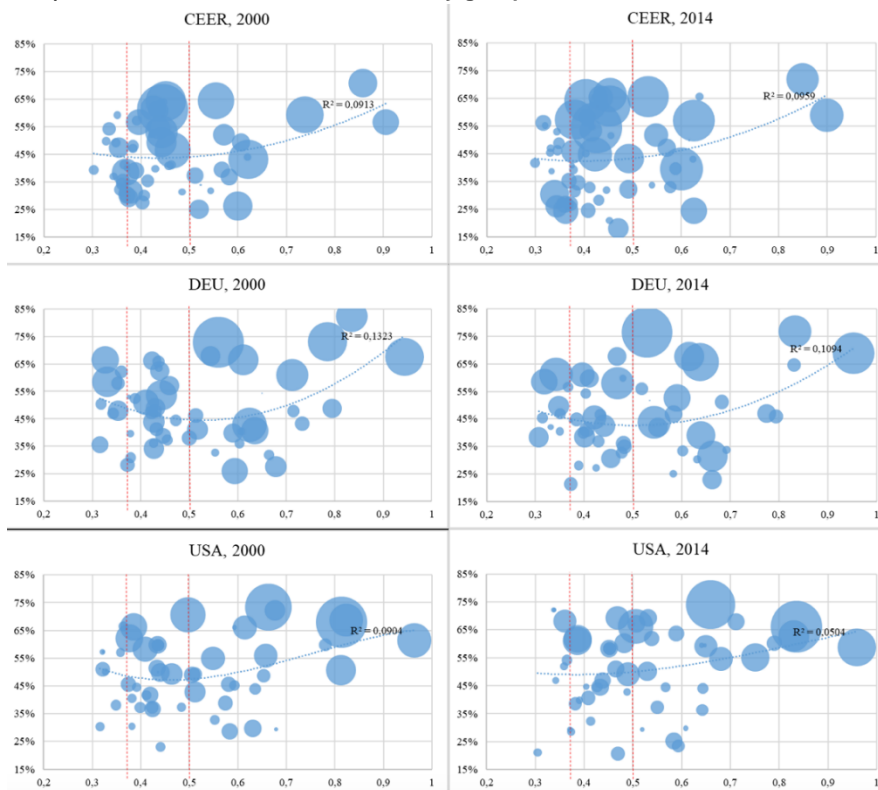 CEER, 2000
85%
75%
65%
R² = 0,0913
55%
45%
35%
25%
15%
0,2 0,3 0,4 0,5 0,6 0,7 0,8 0,9 1
CEER, 2014
85%
75%
65%
R² = 0,0959
55%
45%
35%
25%
15%
0,2 0,3 0,4 0,5 0,6 0,7 0,8 0,9 1
DEU, 2000
85%
75%
R² = 0,1323
65%
55%
45%
35%
25%
15%
0,2 0,3 0,4 0,5 0,6 0,7 0,8 0,9 1
DEU, 2014
85%
75%
R² = 0,1094
65%
55%
45%
35%
25%
15%
0,2 0,3 0,4 0,5 0,6 0,7 0,8 0,9 1
USA, 2000
85%
75%
65%
R² = 0,0904
55%
45%
35%
25%
15%
0,2 0,3 0,4 0,5 0,6 0,7 0,8 0,9 1
USA, 2014
85%
75%
65%
R² = 0,0504
55%
45%
35%
25%
15%
0,2 0,3 0,4 0,5 0,6 0,7 0,8 0,9 1